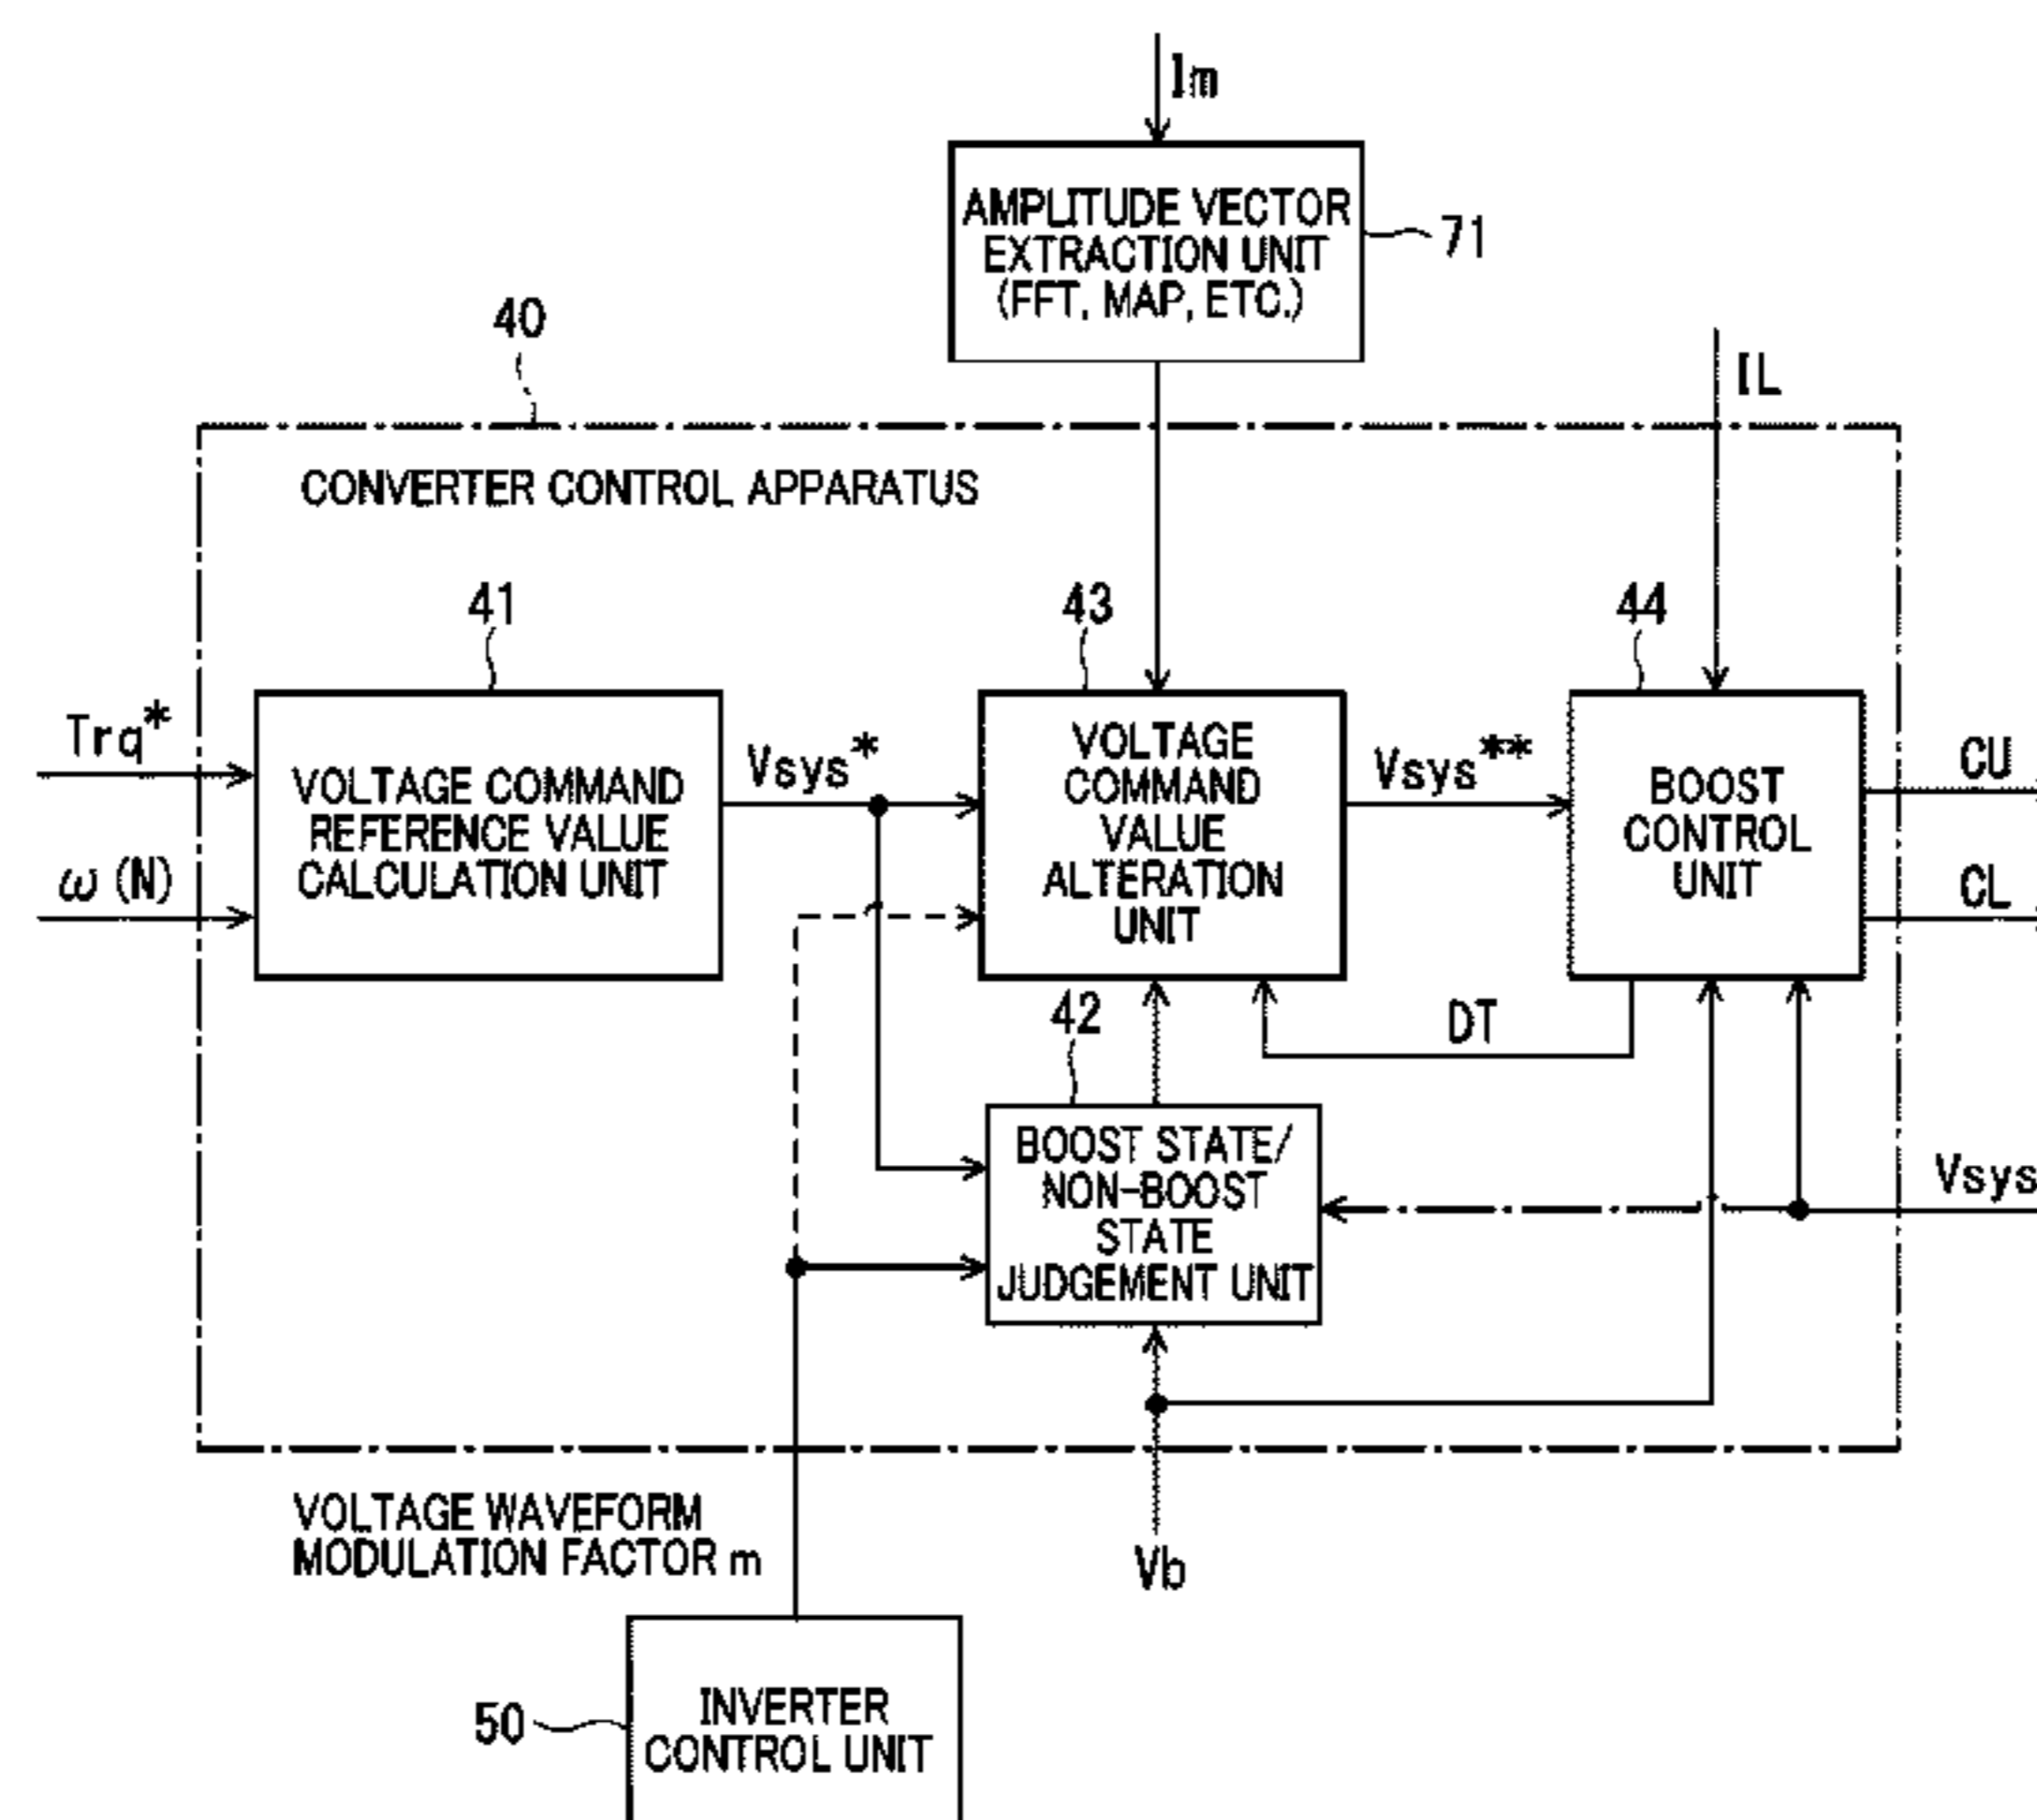 Im
AMPLITUDE VECTOR
EXTRACTION UNIT
(FFT, MAP, ETC.)
71
40
IL
CONVERTER CONTROL APPARATUS
41
43
44
Trq*
ω(N)
VOLTAGE COMMAND
REFERENCE VALUE
CALCULATION UNIT
Vsys*
VOLTAGE
COMMAND
VALUE
ALTERATION
UNIT
Vsys**
BOOST
CONTROL
UNIT
CU
CL
42
DT
BOOST STATE/
NON-BOOST
STATE
JUDGEMENT UNIT
Vsys
VOLTAGE WAVEFORM
MODULATION FACTOR m
Vb
50
INVERTER
CONTROL UNIT